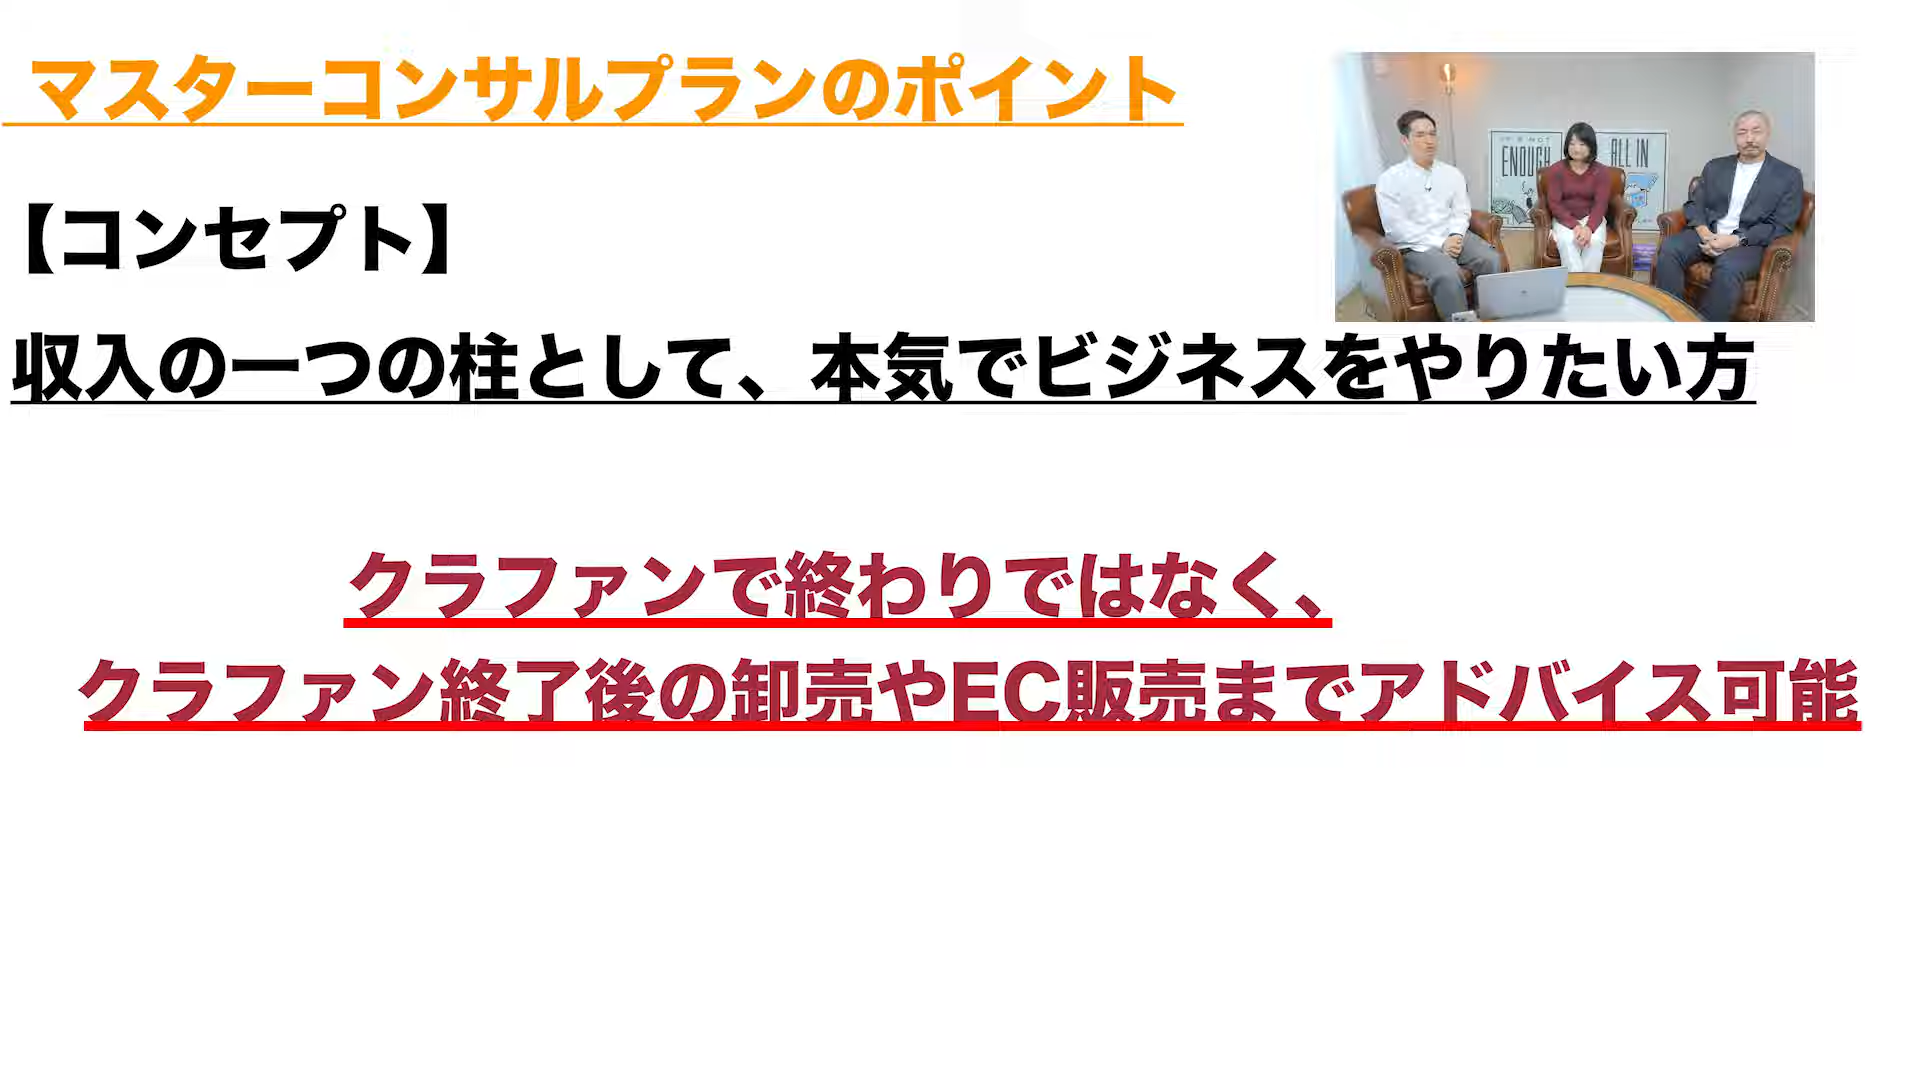 マスターコンサルプランのポイント
【コンセプト】
収入の一つの柱として、本気でビジネスをやりたい方
クラファンで終わりではなく、
クラファン終了後の卸売やEC販売までアドバイス可能
ENOUGH
ALL IN